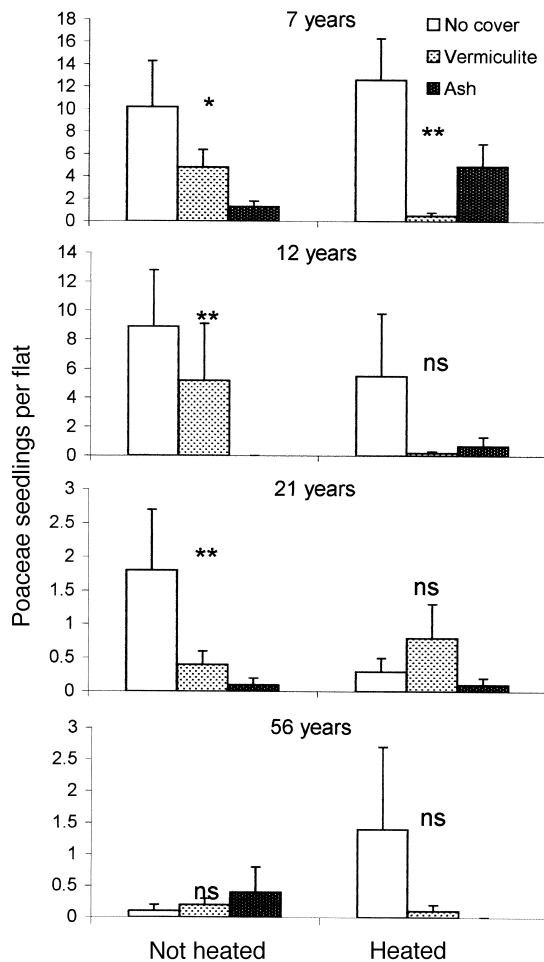 Poaceae seedlings per flat
7 years
No cover
Vermiculite
Ash
18
16
14
12
10
8
6
4
2
0
*
**
12 years
14
12
10
8
6
4
2
0
**
ns
21 years
3
2.5
2
1.5
1
0.5
0
**
ns
56 years
3
2.5
2
1.5
1
0.5
0
ns
ns
Not heated Heated